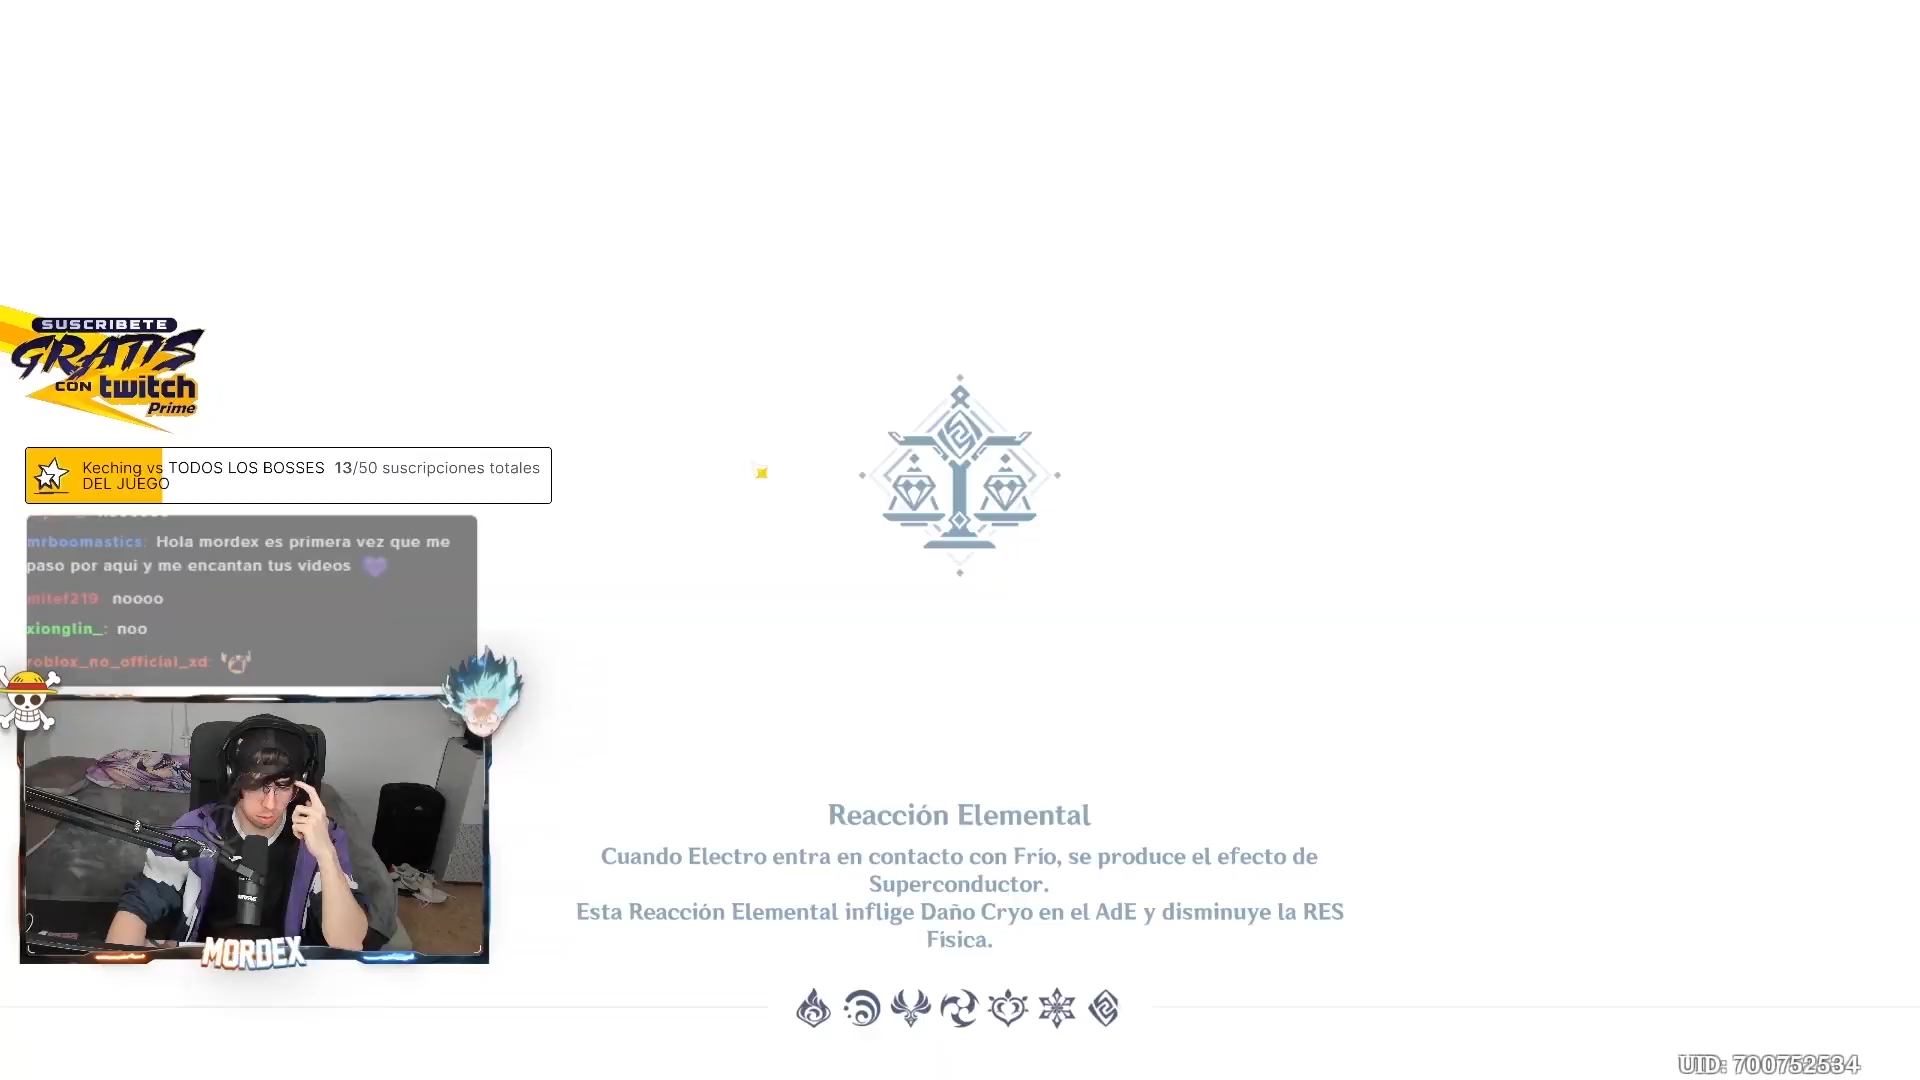 SUSCRIBETE
GRATIS
CON twitch
Prime
Keching vs TODOS LOS BOSSES 13/50 suscripciones totales
DEL JUEGO
mrboomastics: Hola mordex es primera vez que me
paso por aqui y me encantan tus videos
mitef219: noooo
xionglin_: noo
roblox_no_official_xd:
MORDEX
Reacción Elemental
Cuando Electro entra en contacto con Frío, se produce el efecto de
Superconductor.
Esta Reacción Elemental inflige Daño Cryo en el AdE y disminuye la RES
Física.
UID: 700752534